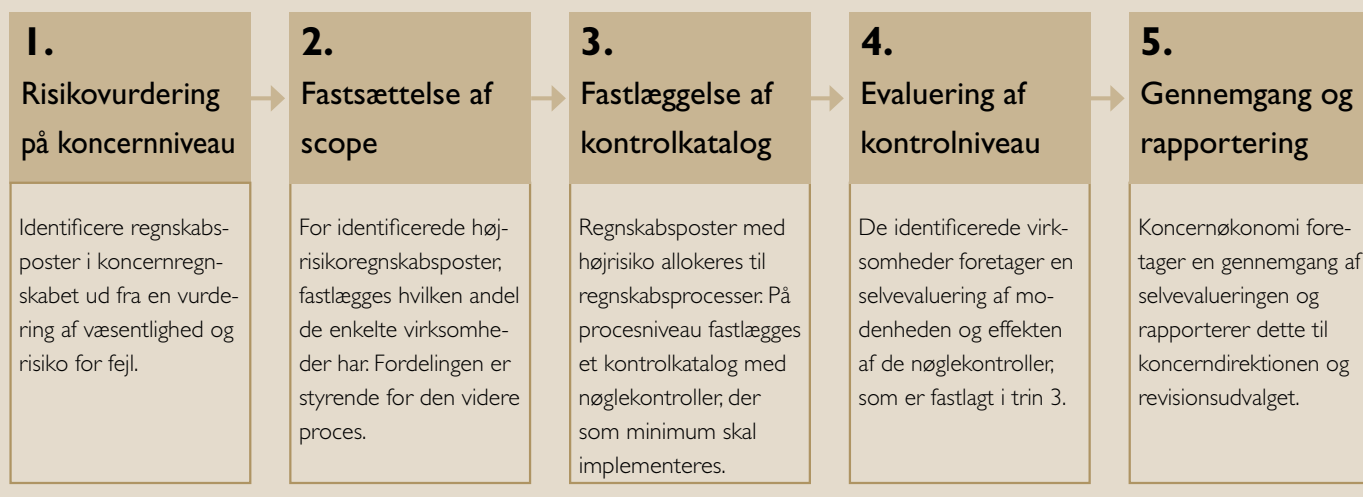 1.
Risikovurdering
på koncernniveau
Identificere regnskabs-
poster i koncernregn-
skabet ud fra en vurde-
ring af væsentlighed og
risiko for fejl.
2.
Fastsættelse af
scope
For identificerede høj-
risikoregnskabsposter,
fastlægges hvilken andel
de enkelte virksomhe-
der har. Fordelingen er
styrende for den videre
proces.
3.
Fastlæggelse af
kontrolkatalog
Regnskabsposter med
højrisiko allokeres til
regnskabsprocesser. På
procesniveau fastlægges
et kontrolkatalog med
nøglekontroller, der
som minimum skal
implementeres.
4.
Evaluering af
kontrolniveau
De identificerede virk-
somheder foretager en
selvevaluering af mo-
denheden og effekten
af de nøglekontroller,
som er fastlagt i trin 3.
5.
Gennemgang og
rapportering
Koncernøkonomi fore-
tager en gennemgang af
selvevalueringen og
rapporterer dette til
koncerndirektionen og
revisionsudvalget.